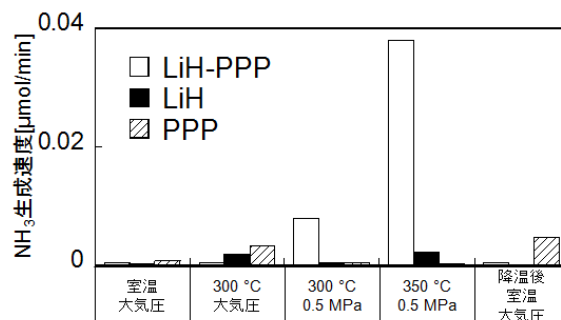 0.04
0.02
0
NH3生成速度[μmol/min]
LiH-PPP
LiH
PPP
室温
大気圧
300 °C
大気圧
300 °C
0.5 MPa
350 °C
0.5 MPa
降温後
室温
大気圧